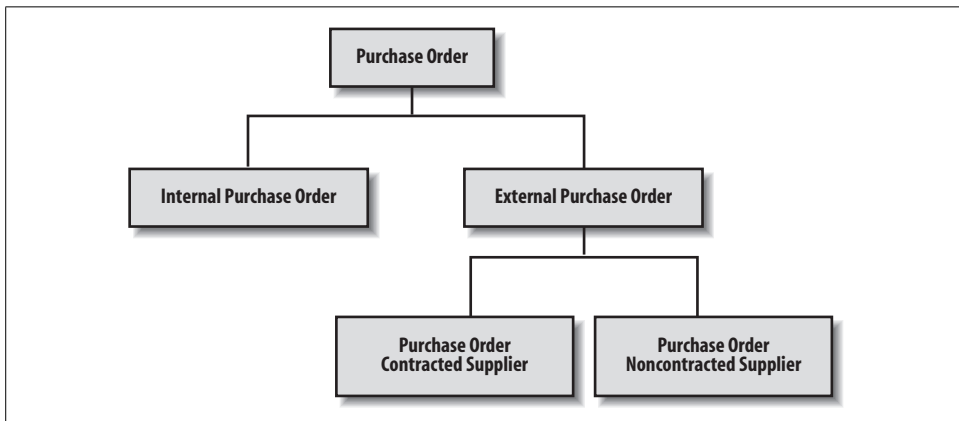 Purchase Order
Internal Purchase Order
External Purchase Order
Purchase Order
Contracted Supplier
Purchase Order
Noncontracted Supplier